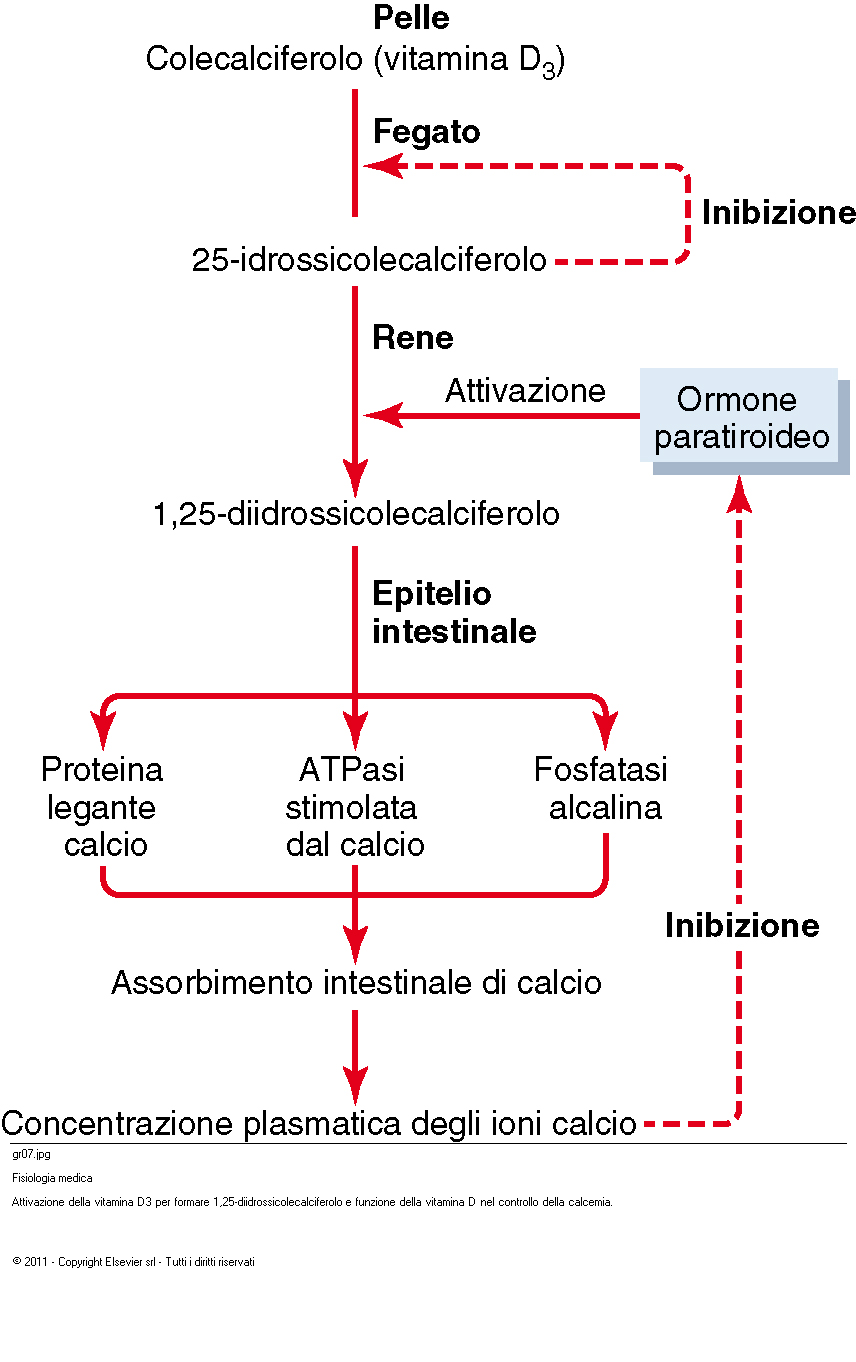 Pelle
Colecalciferolo (vitamina D₃)
Fegato
Inibizione
25-idrossicolecalciferolo
Rene
Attivazione
Ormone
paratiroideo
1,25-diidrossicolecalciferolo
Epitelio
intestinale
Proteina
legante
calcio
ATPasi
stimolata
dal calcio
Fosfatasi
alcalina
Inibizione
Assorbimento intestinale di calcio
Concentrazione plasmatica degli ioni calcio
gr07.jpg
Fisiologia medica
Attivazione della vitamina D3 per formare 1,25-diidrossicolecalciferolo e funzione della vitamina D nel controllo della calcemia.
© 2011 - Copyright Elsevier srl - Tutti i diritti riservati